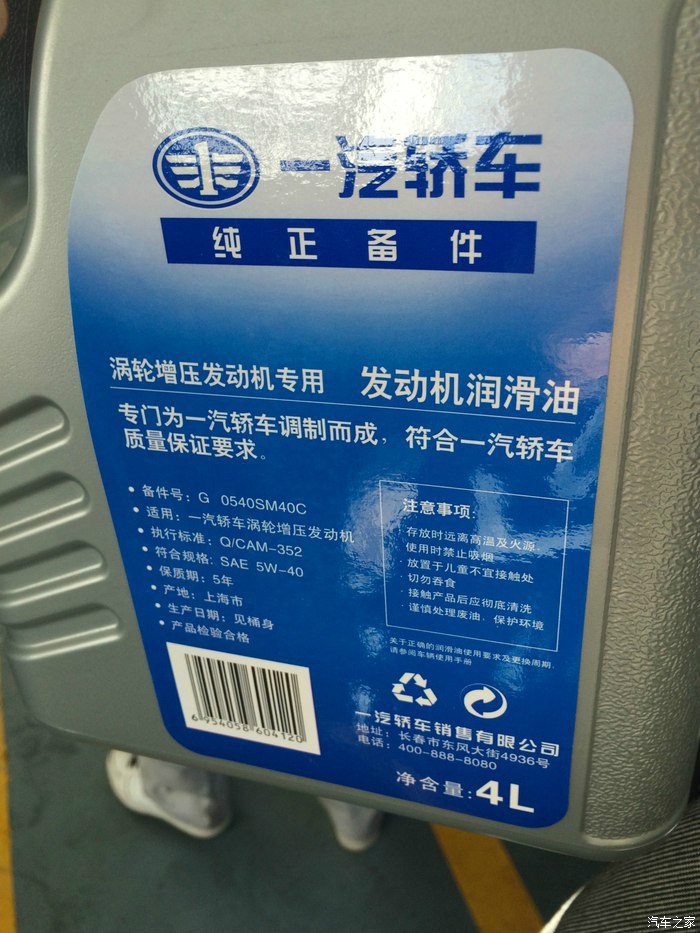 一汽轿车
纯正备件
涡轮增压发动机专用 发动机润滑油
专门为一汽轿车调制而成，符合一汽轿车
质量保证要求。
• 备件号：G 0540SM40C
• 适用：一汽轿车涡轮增压发动机
• 执行标准：Q/CAM-352
• 符合规格：SAE 5W-40
• 保质期：5年
• 产地：上海市
• 生产日期：见桶身
• 产品检验合格
注意事项：
· 存放时远离高温及火源
· 使用时禁止吸烟
· 放置于儿童不宜接触处
· 切勿吞食
· 接触产品后应彻底清洗
· 谨慎处理废油，保护环境
关于正确的润滑油使用要求及更换周期，
请参阅车辆使用手册
6 954058 604120
一汽轿车销售有限公司
地址：长春市东风大街4936号
电话：400-888-8080
净含量：4L
汽车之家